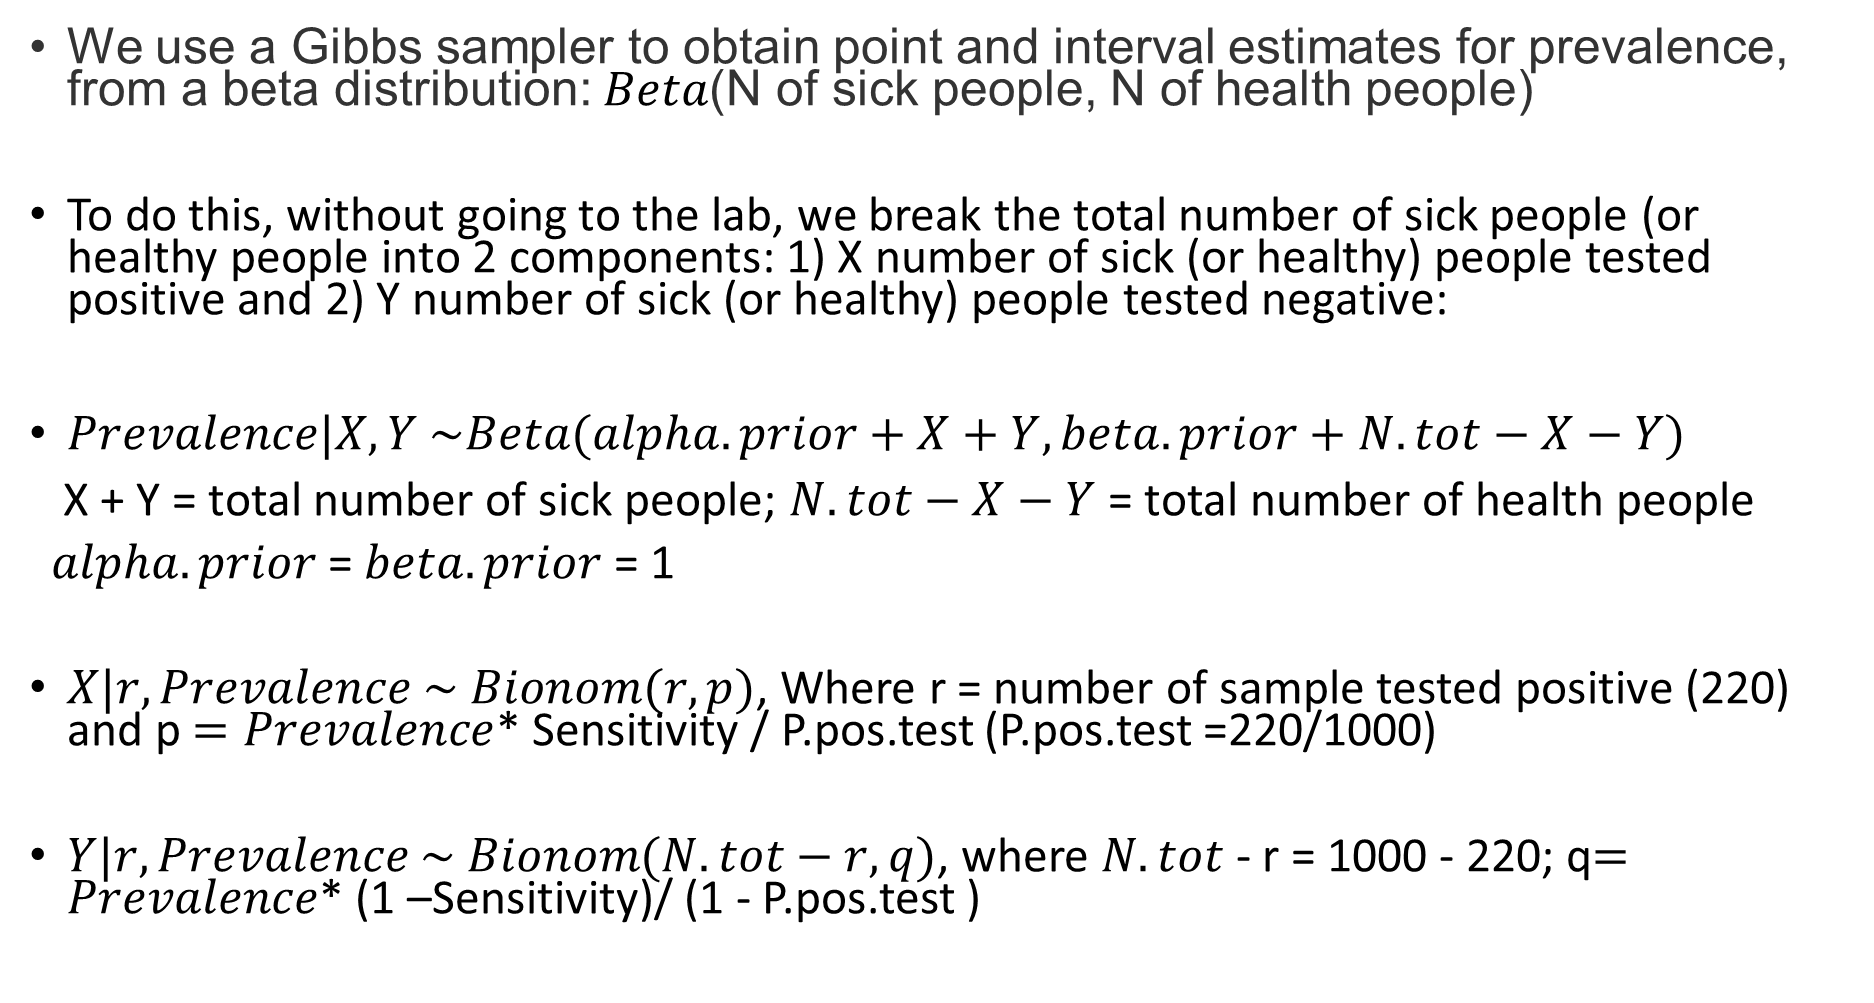 • We use a Gibbs sampler to obtain point and interval estimates for prevalence,
from a beta distribution: Beta(N of sick people, N of health people)
• To do this, without going to the lab, we break the total number of sick people (or
healthy people into 2 components: 1) X number of sick (or healthy) people tested
positive and 2) Y number of sick (or healthy) people tested negative:
• Prevalence|X, Y ~Beta(alpha.prior + X + Y, beta.prior + N.tot − X − Y)
X + Y = total number of sick people; N.tot − X − Y = total number of health people
alpha.prior = beta.prior = 1
• X|r, Prevalence ~ Bionom(r, p), Where r = number of sample tested positive (220)
and p = Prevalence* Sensitivity / P.pos.test (P.pos.test =220/1000)
• Y|r, Prevalence ~ Bionom(N.tot − r, q), where N.tot - r = 1000 - 220; q=
Prevalence* (1 –Sensitivity)/ (1 - P.pos.test )